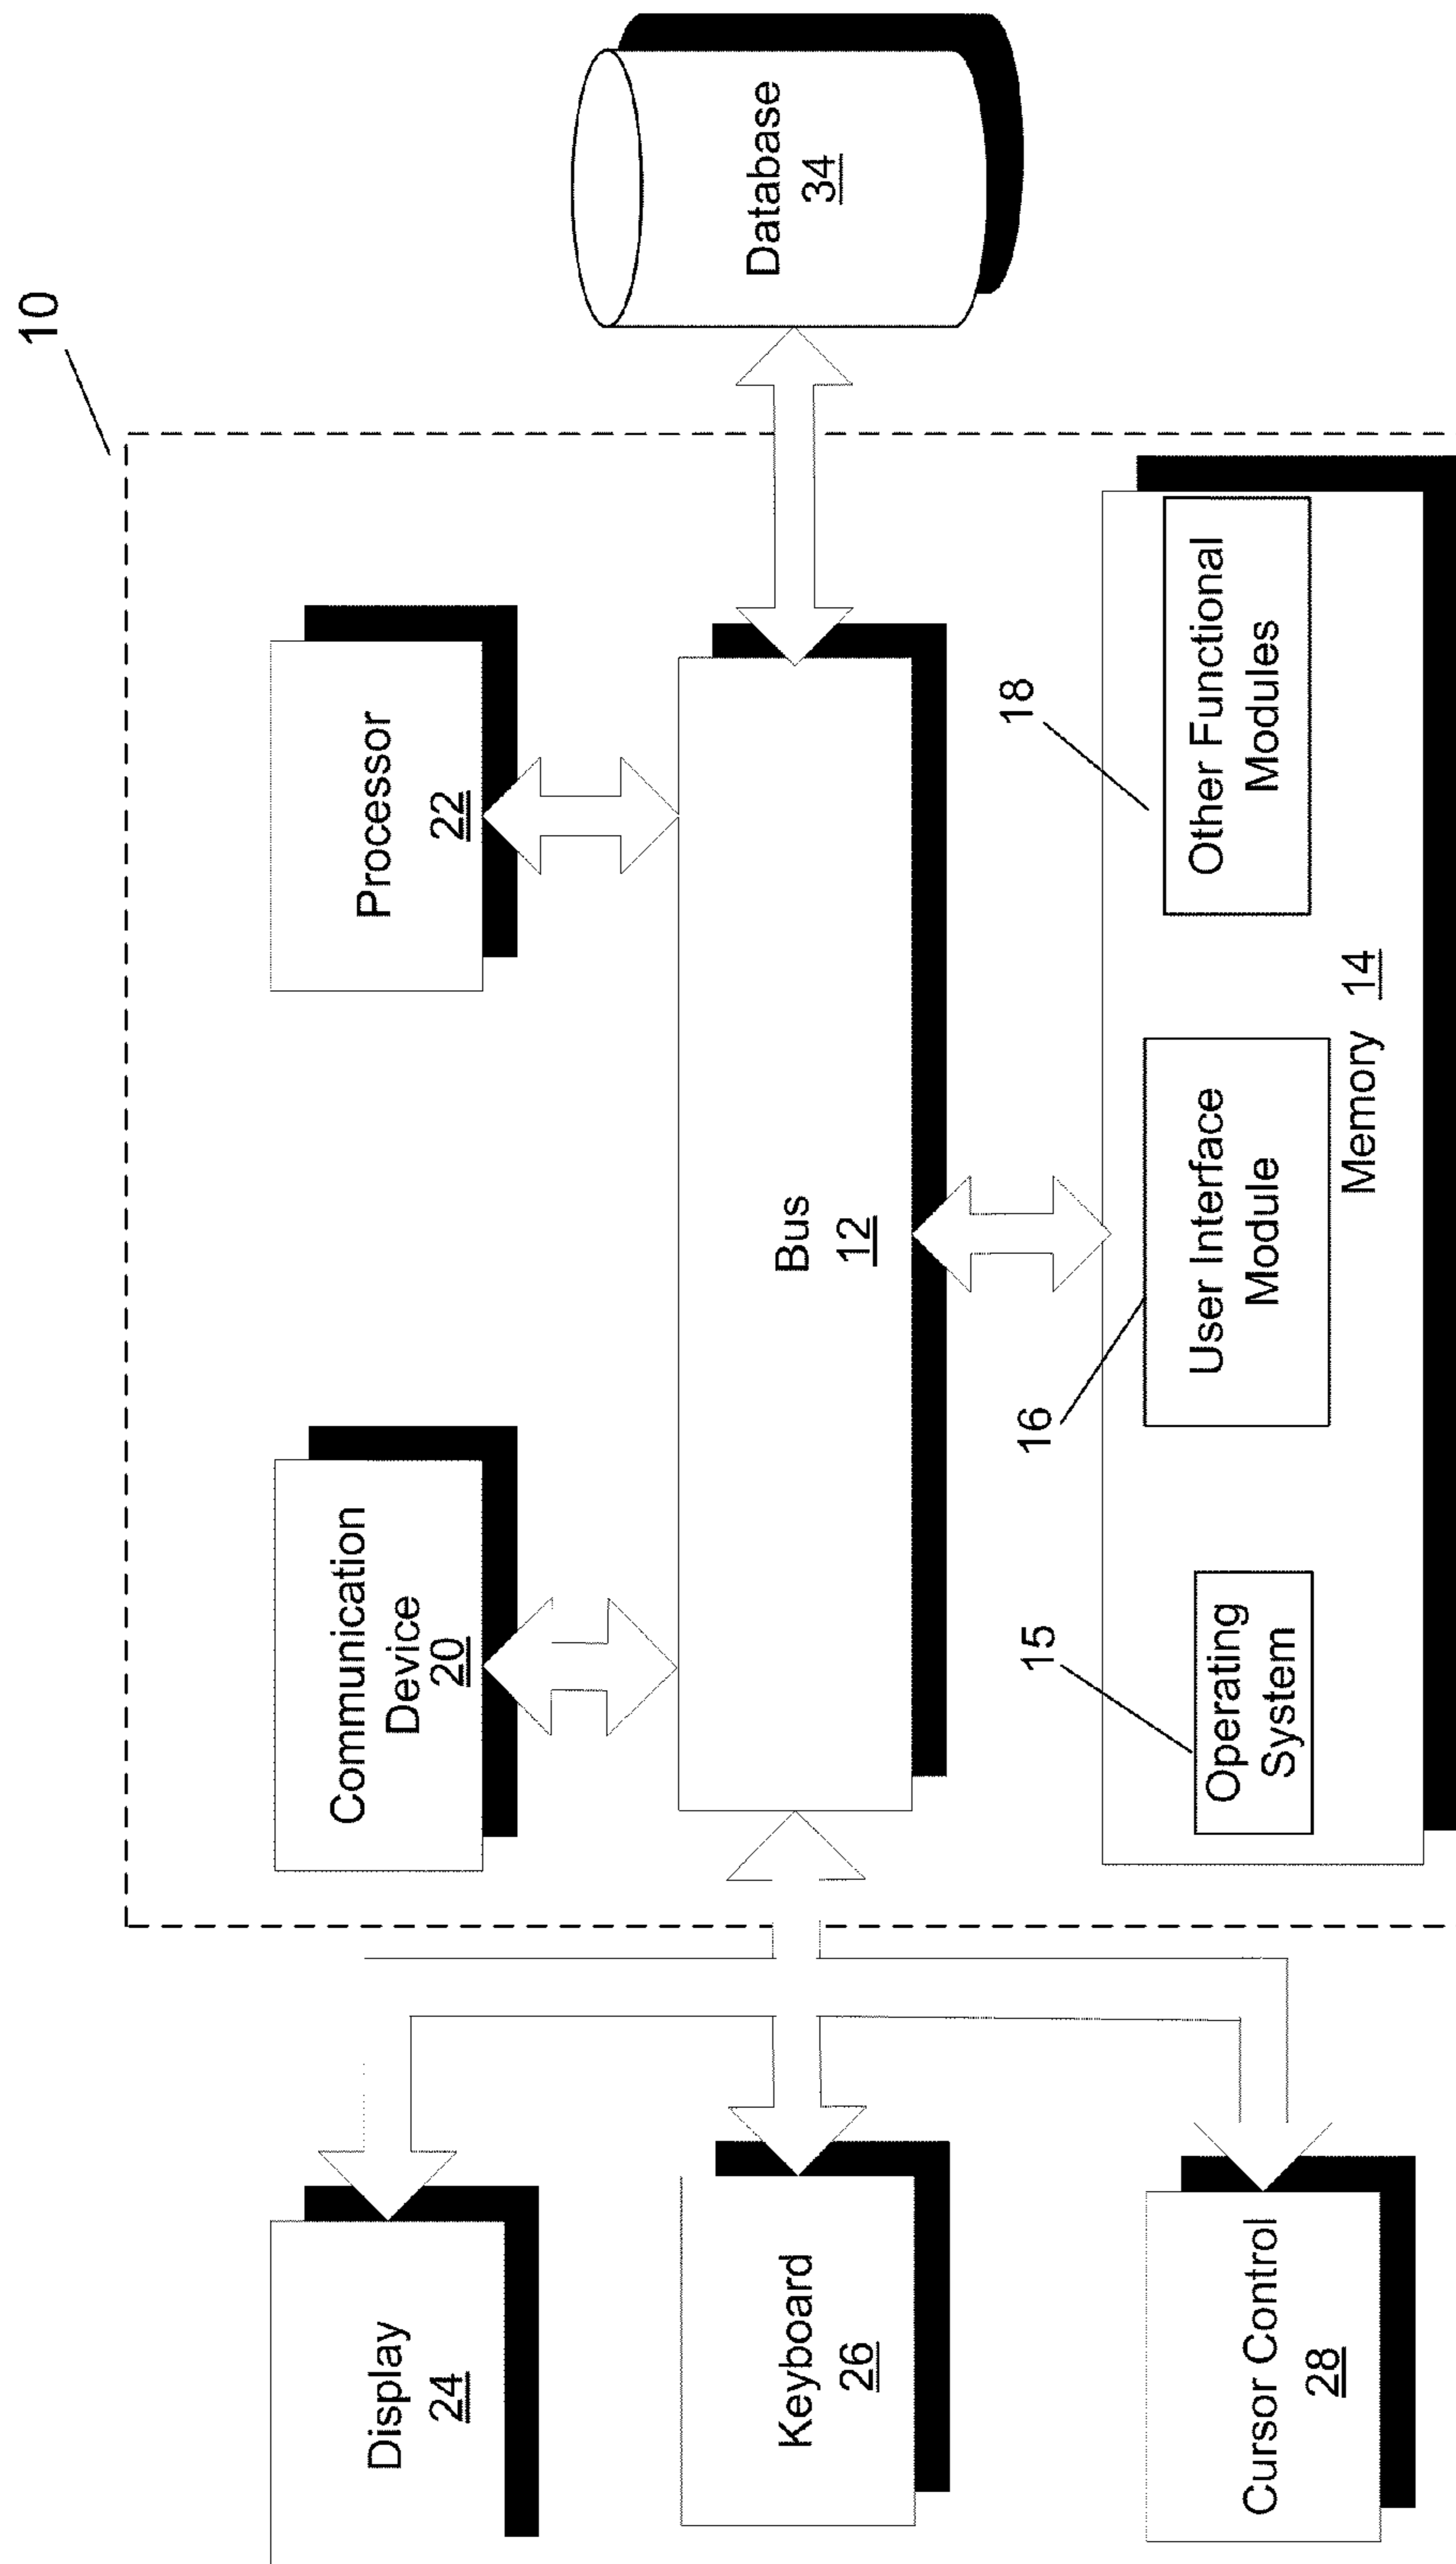 10
Communication
Device
20
Processor
22
Display
24
Keyboard
26
Bus
12
Database
34
Cursor Control
28
15
16
18
Operating
System
User Interface
Module
Other Functional
Modules
Memory 14